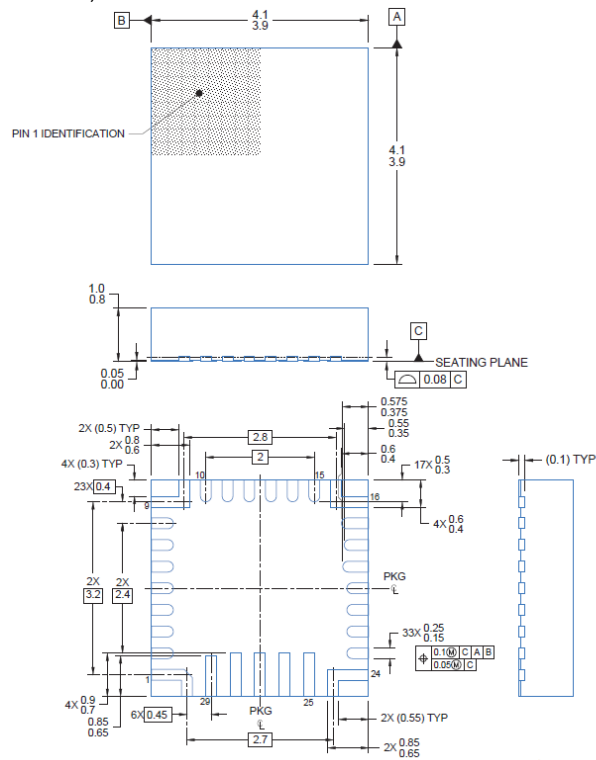 B
4.1
3.9
A
PIN 1 IDENTIFICATION
4.1
3.9
1.0
0.8
C
SEATING PLANE
0.05
0.00
0.08 C
0.575
0.375
2X (0.5) TYP
0.55
0.35
2X 0.8
0.6
2.8
0.6
0.4
4X (0.3) TYP
10
2
15
17X 0.5
0.3
(0.1) TYP
23X 0.4
9
16
4X 0.6
0.4
2X
3.2
2X
2.4
PKG
℄
33X 0.25
0.15
0.1Ⓜ C A B
0.05Ⓜ C
1
24
4X 0.9
0.7
29
25
0.85
0.65
6X 0.45
PKG
℄
2X (0.55) TYP
2.7
2X 0.85
0.65